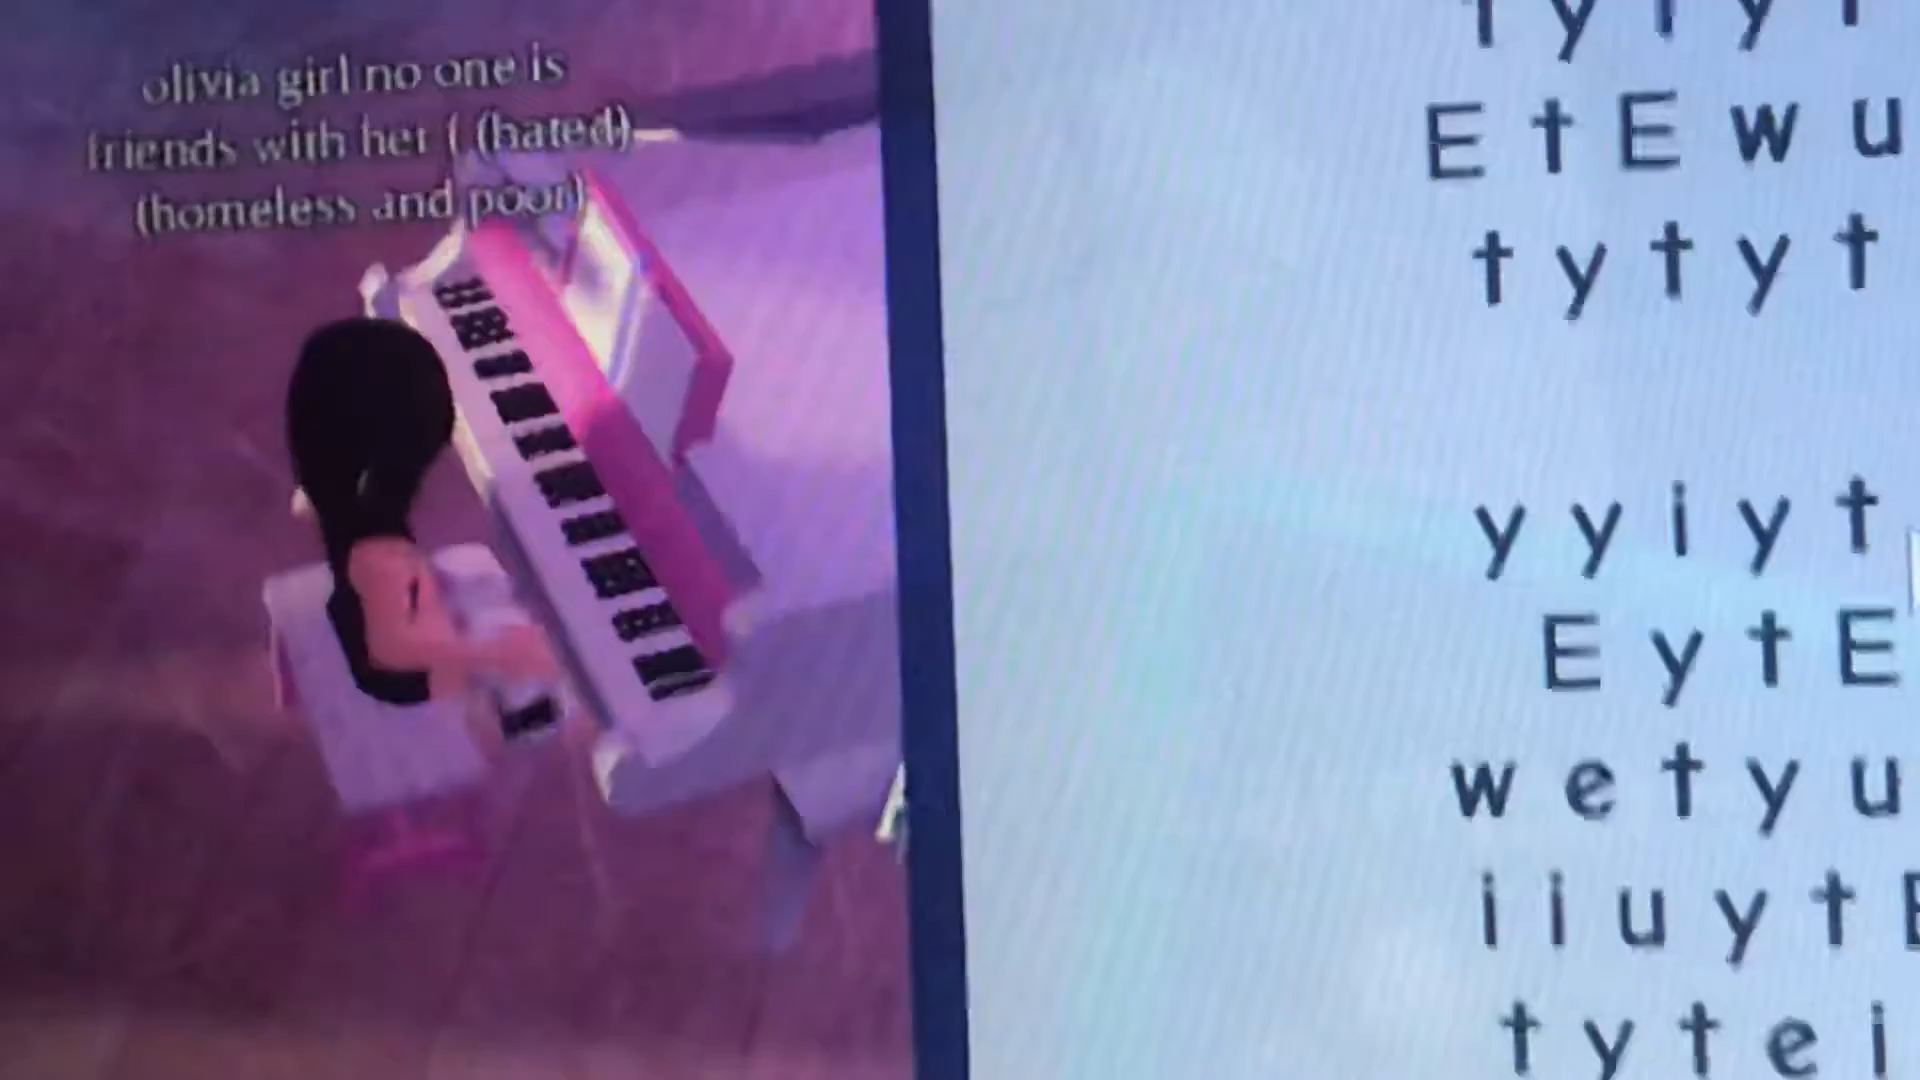 olivia girl no one is
friends with her ( (hated)
(homeless and poor)
t y t y t
E t E w u
t y t y t
y y i y t
E y t E
w e t y u
i i u y t E
t y t e i